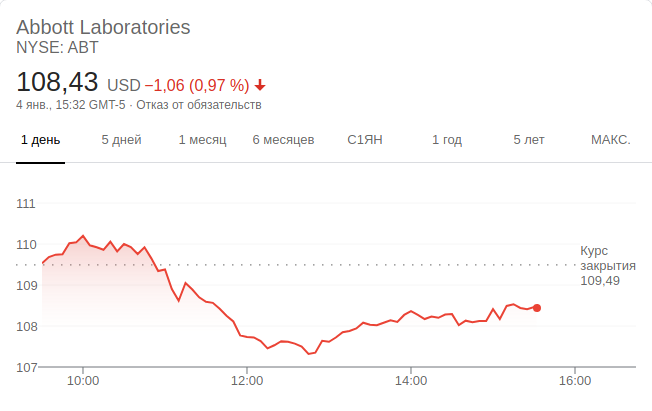 Abbott Laboratories
NYSE: ABT
108,43 USD −1,06 (0,97 %)
4 янв., 15:32 GMT-5 · Отказ от обязательств
1 день 5 дней 1 месяц 6 месяцев С1ЯН 1 год 5 лет МАКС.
111
110
Курс
закрытия
109,49
109
108
107
10:00 12:00 14:00 16:00